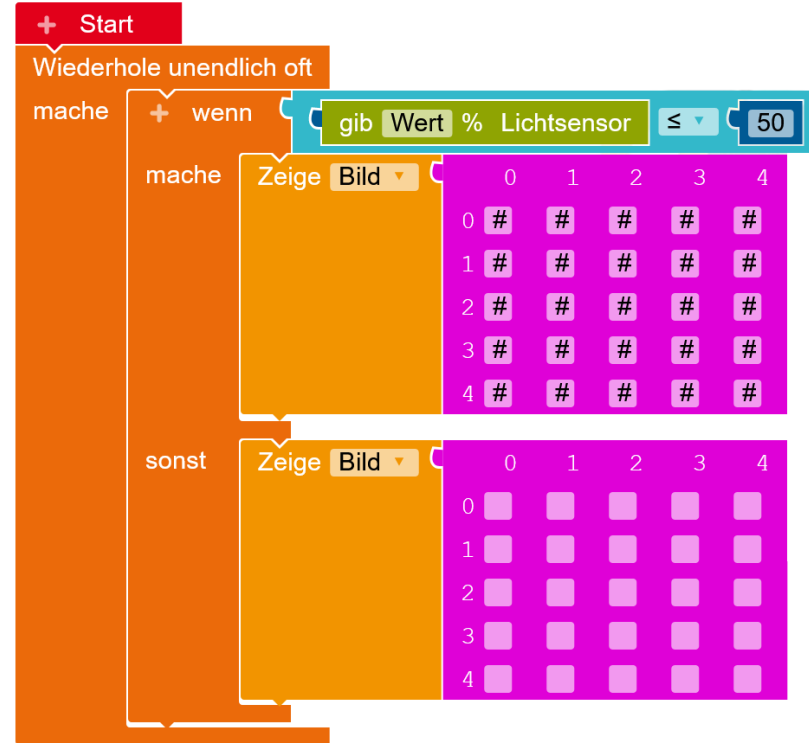 + Start
Wiederhole unendlich oft
mache + wenn gib Wert % Lichtsensor ≤ 50
mache Zeige Bild 0 1 2 3 4
0 # # # # #
1 # # # # #
2 # # # # #
3 # # # # #
4 # # # # #
sonst Zeige Bild 0 1 2 3 4
0
1
2
3
4